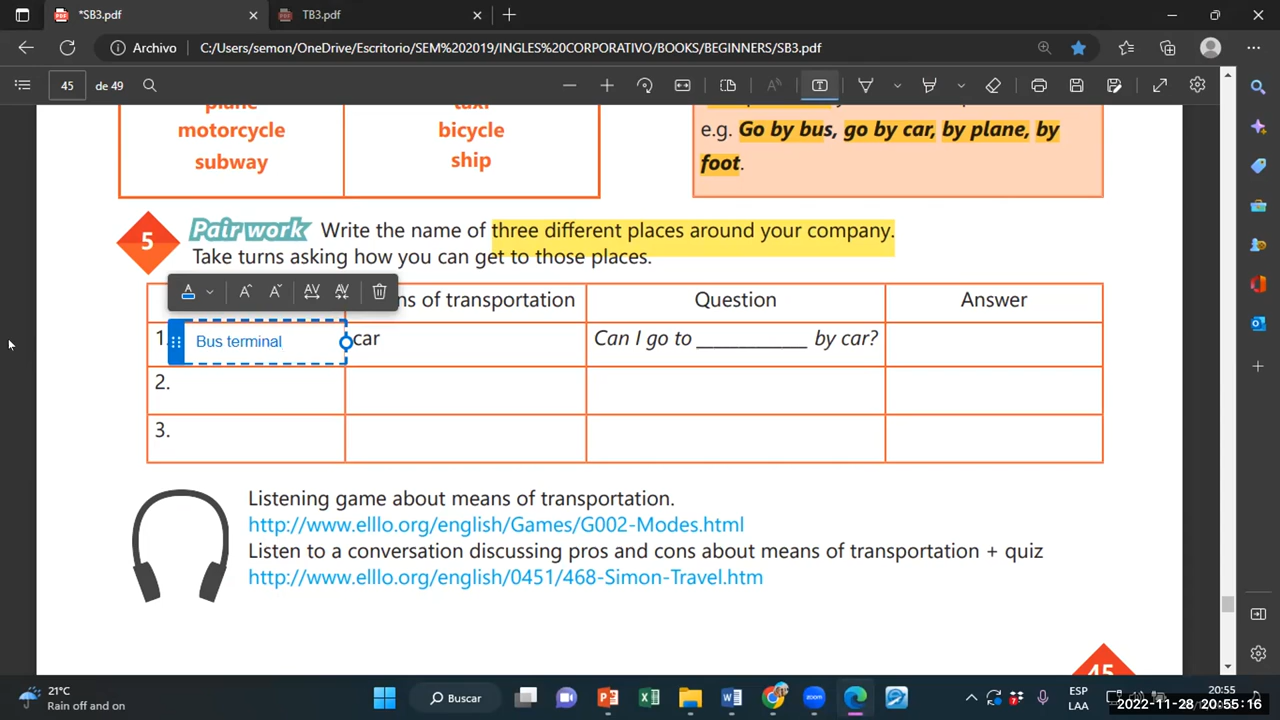 *SB3.pdf
TB3.pdf
Archivo
C:/Users/semon/OneDrive/Escritorio/SEM%202019/INGLES%20CORPORATIVO/BOOKS/BEGINNERS/SB3.pdf
45 de 49
plane taxi
motorcycle bicycle
subway ship
e.g. Go by bus, go by car, by plane, by
foot.
5 Pair work Write the name of three different places around your company.
Take turns asking how you can get to those places.
ns of transportation Question Answer
1. Bus terminal car Can I go to ____________ by car?
2.
3.
Listening game about means of transportation.
http://www.elllo.org/english/Games/G002-Modes.html
Listen to a conversation discussing pros and cons about means of transportation + quiz
http://www.elllo.org/english/0451/468-Simon-Travel.htm
45
21°C
Rain off and on
Buscar
ESP
LAA
20:55
2022-11-28 20:55:16